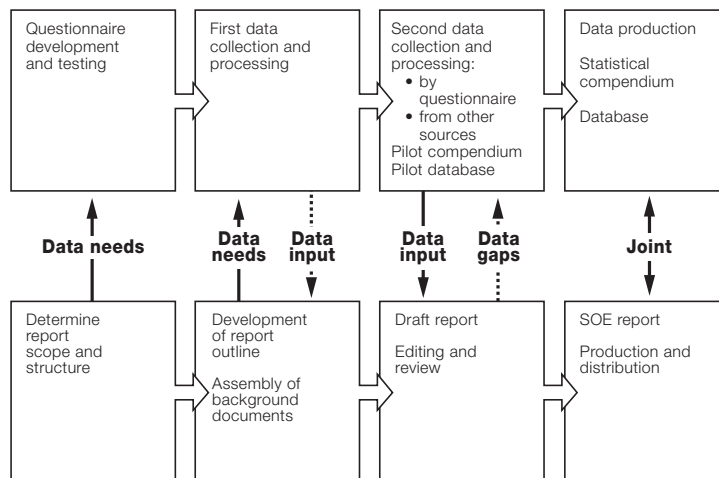 Questionnaire
development
and testing
First data
collection and
processing
Second data
collection and
processing:
• by
questionnaire
• from other
sources
Pilot compendium
Pilot database
Data production
Statistical
compendium
Database
Data needs
Data
needs
Data
input
Data
input
Data
gaps
Joint
Determine
report
scope and
structure
Development
of report
outline
Assembly of
background
documents
Draft report
Editing and
review
SOE report
Production and
distribution